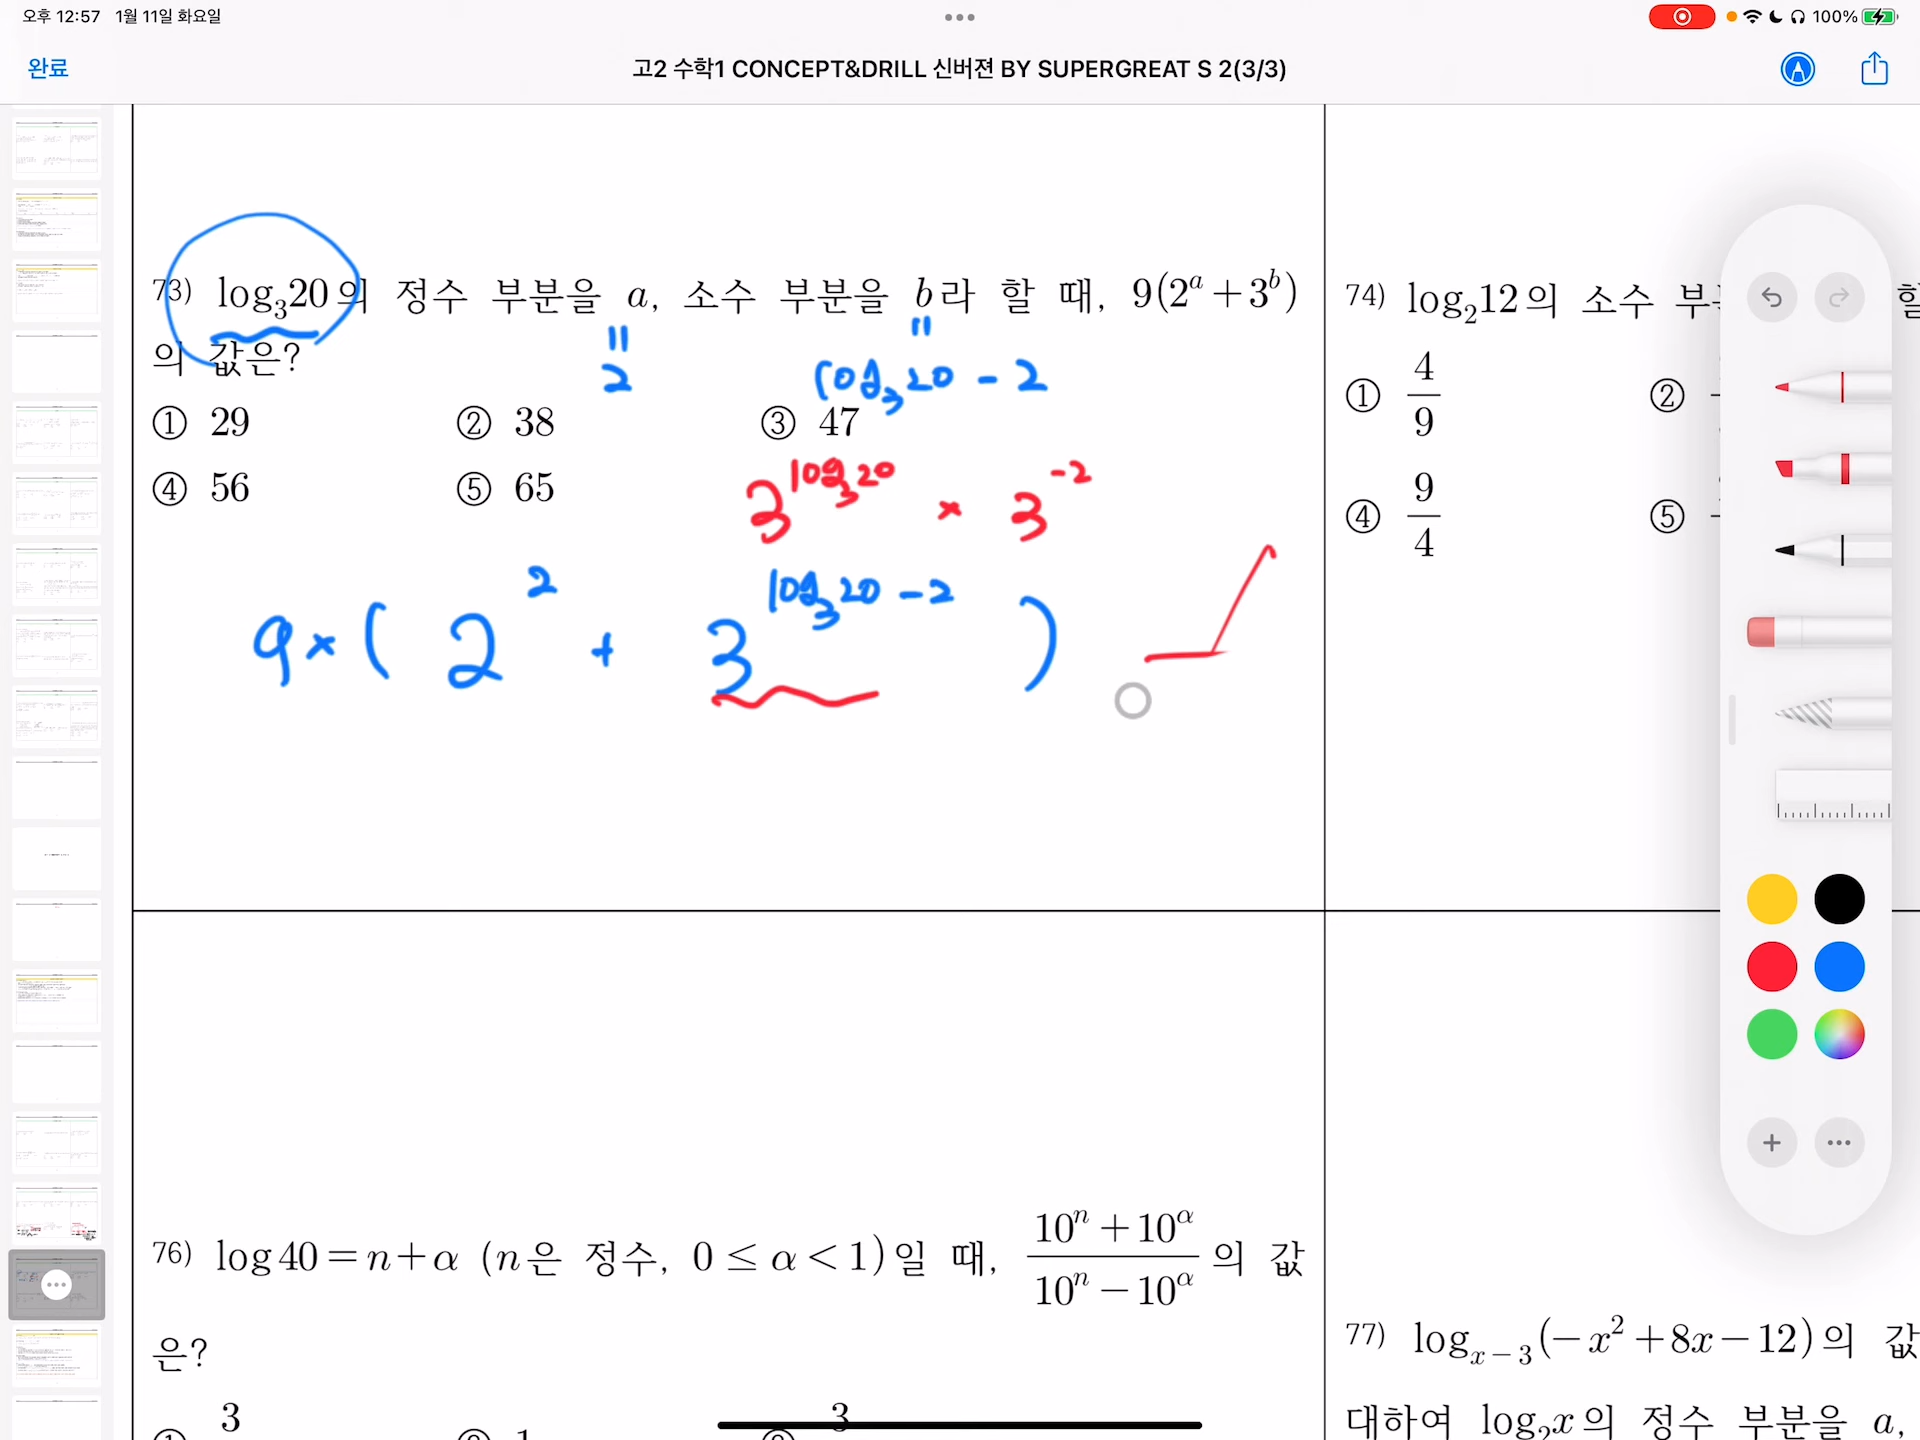 오후 12:57 1월 11일 화요일
100%
완료
고2 수학1 CONCEPT&DRILL 신버젼 BY SUPERGREAT S 2(3/3)
73) log₃20의 정수 부분을 a, 소수 부분을 b라 할 때, 9(2ᵃ+3ᵇ)
의 값은?
= 2
= log₃20 - 2
① 29 ② 38 ③ 47
④ 56 ⑤ 65
3^(log₃20) × 3^(-2)
9×( 2² + 3^(log₃20 - 2) )
74) log₂12의 소수
① 4/9 ②
④ 9/4 ⑤
76) log40=n+α (n은 정수, 0≤α<1)일 때, (10ⁿ+10^α)/(10ⁿ-10^α)의 값
은?
3 1 3
77) log_(x-3)(-x²+8x-12)의 값
대하여 log₂x의 정수 부분을 a,